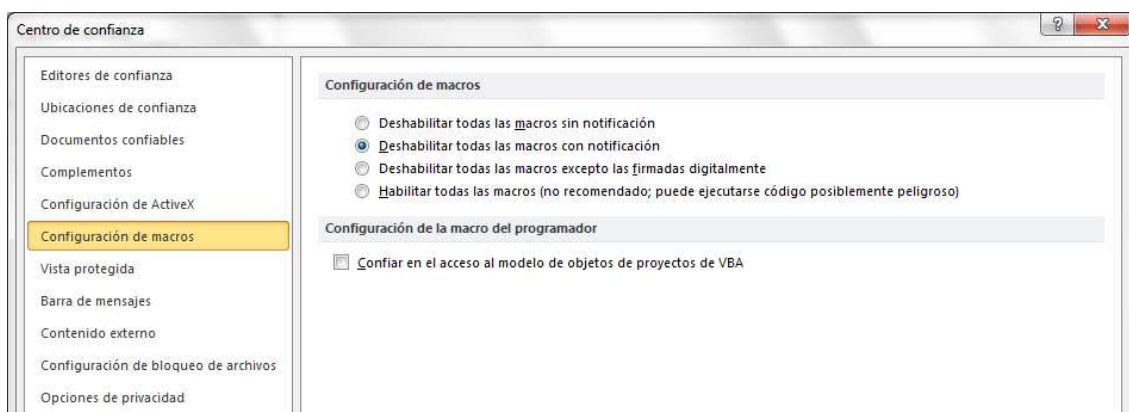 Centro de confianza
Editores de confianza
Ubicaciones de confianza
Documentos confiables
Complementos
Configuración de ActiveX
Configuración de macros
Vista protegida
Barra de mensajes
Contenido externo
Configuración de bloqueo de archivos
Opciones de privacidad
Configuración de macros
Deshabilitar todas las macros sin notificación
Deshabilitar todas las macros con notificación
Deshabilitar todas las macros excepto las firmadas digitalmente
Habilitar todas las macros (no recomendado; puede ejecutarse código posiblemente peligroso)
Configuración de la macro del programador
Confiar en el acceso al modelo de objetos de proyectos de VBA